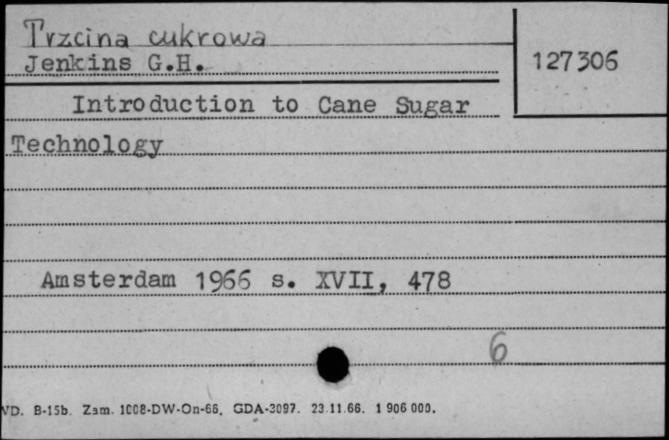 Trzcina cukrowa
Jenkins G.H.
127306
Introduction to Cane Sugar
Technology
Amsterdam 1966 s. XVII, 478
6
VD. B-15b. Zam. 1008-DW-On-66. GDA-3097. 23.11.66. 1 906 000.